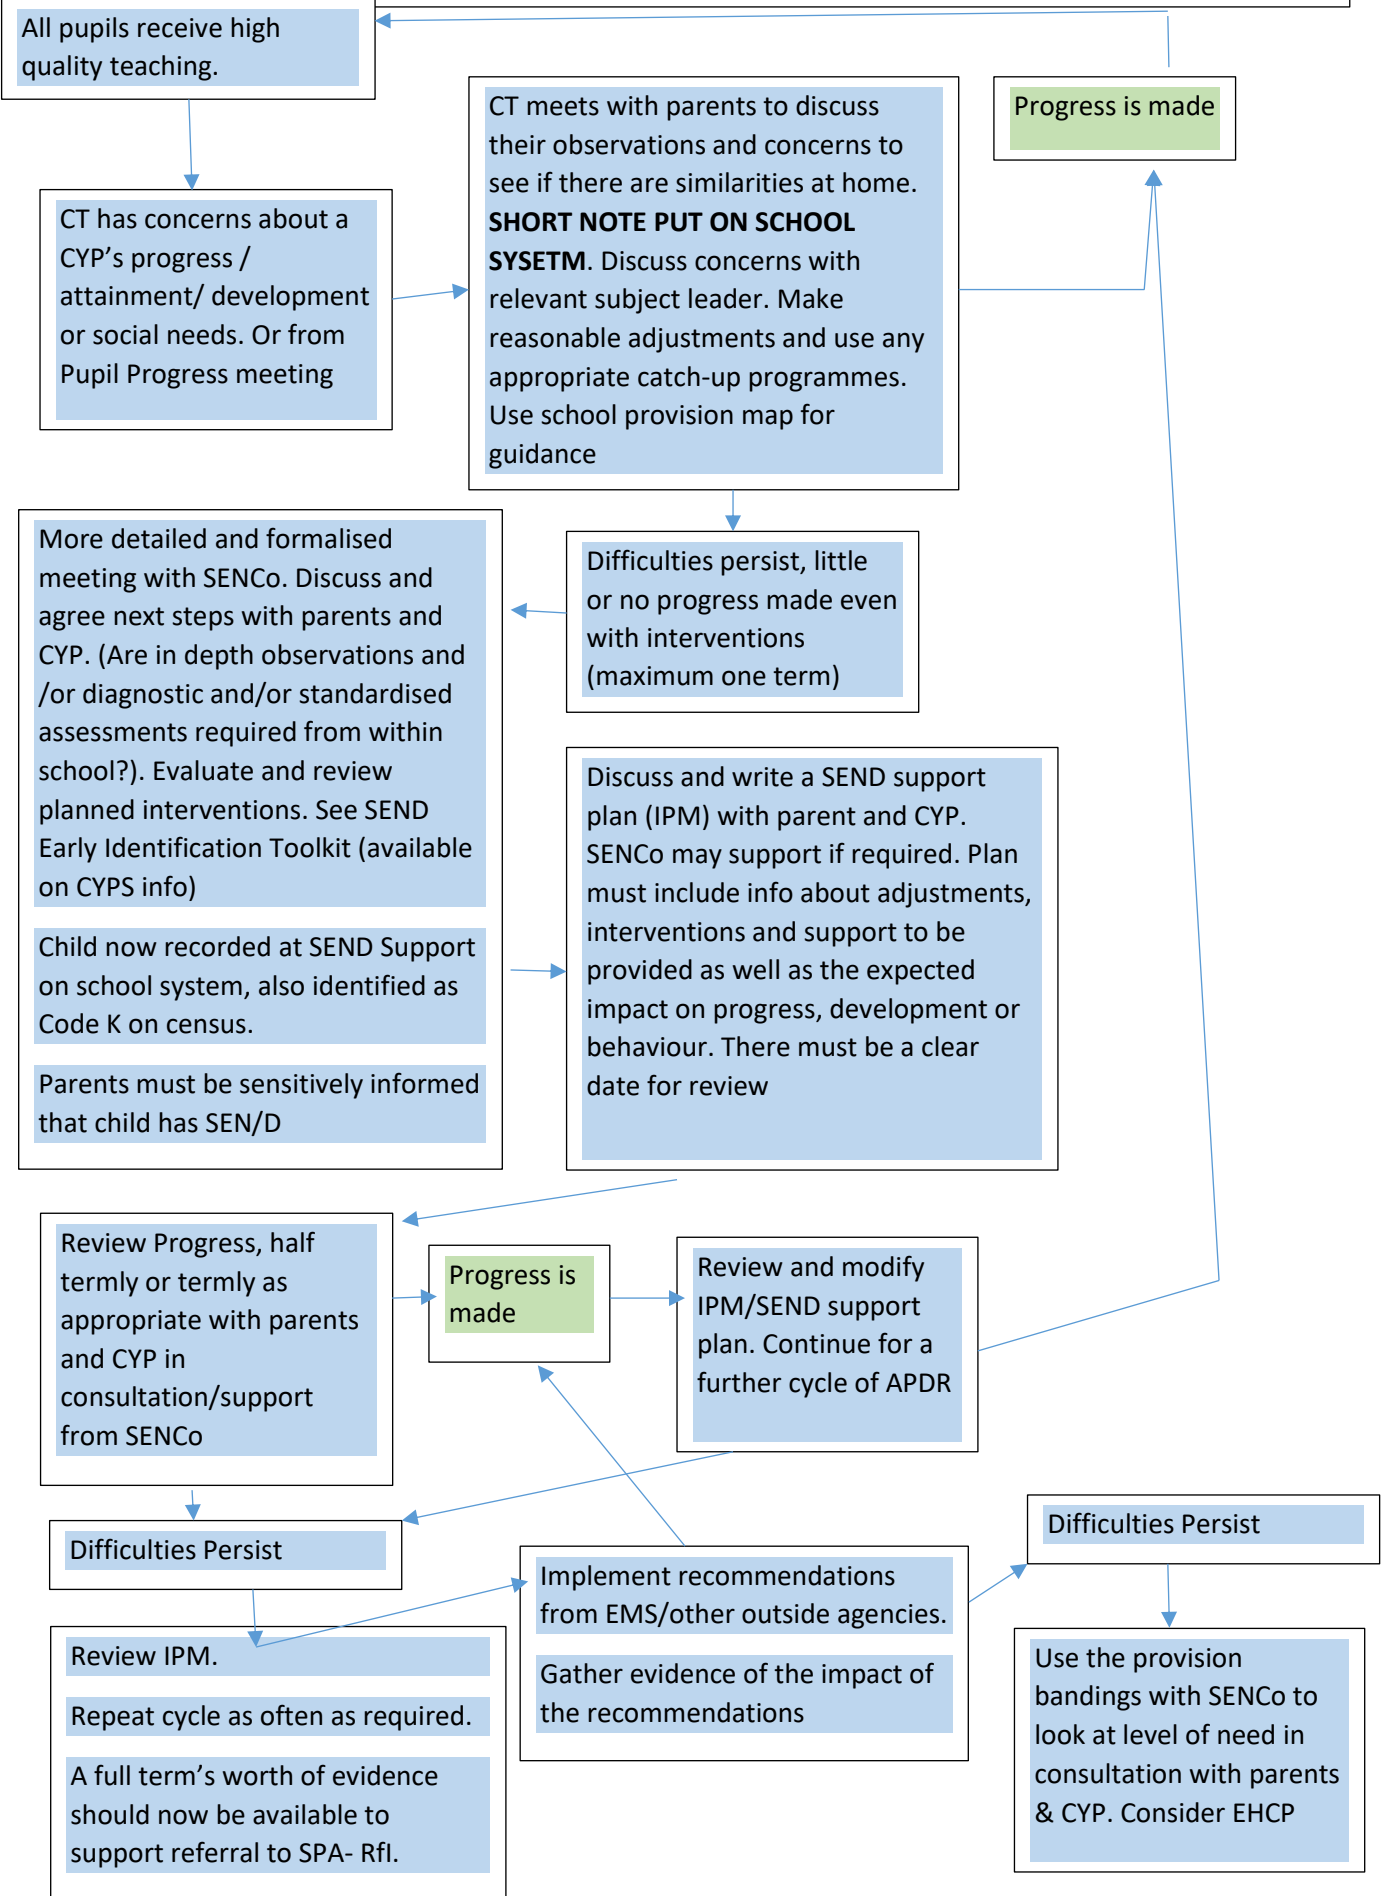 All pupils receive high
quality teaching.
CT has concerns about a
CYP’s progress /
attainment/ development
or social needs. Or from
Pupil Progress meeting
CT meets with parents to discuss
their observations and concerns to
see if there are similarities at home.
SHORT NOTE PUT ON SCHOOL
SYSETM. Discuss concerns with
relevant subject leader. Make
reasonable adjustments and use any
appropriate catch-up programmes.
Use school provision map for
guidance
Progress is made
Difficulties persist, little
or no progress made even
with interventions
(maximum one term)
More detailed and formalised
meeting with SENCo. Discuss and
agree next steps with parents and
CYP. (Are in depth observations and
/or diagnostic and/or standardised
assessments required from within
school?). Evaluate and review
planned interventions. See SEND
Early Identification Toolkit (available
on CYPS info)
Child now recorded at SEND Support
on school system, also identified as
Code K on census.
Parents must be sensitively informed
that child has SEN/D
Discuss and write a SEND support
plan (IPM) with parent and CYP.
SENCo may support if required. Plan
must include info about adjustments,
interventions and support to be
provided as well as the expected
impact on progress, development or
behaviour. There must be a clear
date for review
Review Progress, half
termly or termly as
appropriate with parents
and CYP in
consultation/support
from SENCo
Progress is
made
Review and modify
IPM/SEND support
plan. Continue for a
further cycle of APDR
Difficulties Persist
Review IPM.
Repeat cycle as often as required.
A full term’s worth of evidence
should now be available to
support referral to SPA- RfI.
Implement recommendations
from EMS/other outside agencies.
Gather evidence of the impact of
the recommendations
Difficulties Persist
Use the provision
bandings with SENCo to
look at level of need in
consultation with parents
& CYP. Consider EHCP